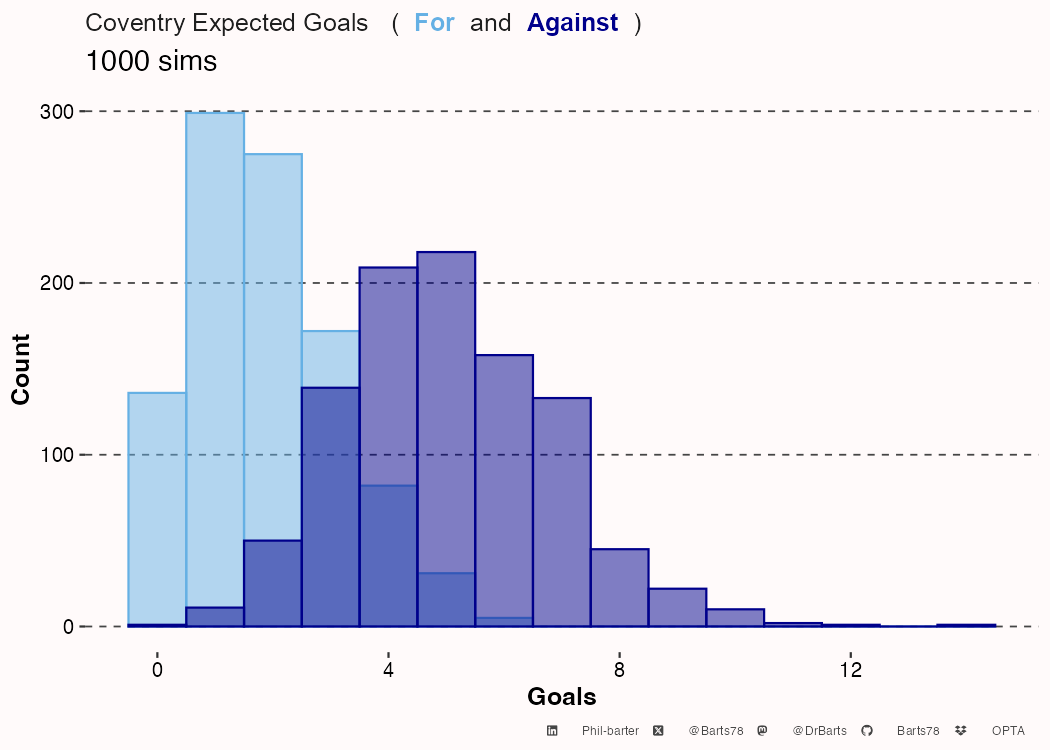 Coventry Expected Goals ( For and Against )
1000 sims
300
200
100
0
Count
0 4 8 12
Goals
Phil-barter @Barts78 @DrBarts Barts78 OPTA